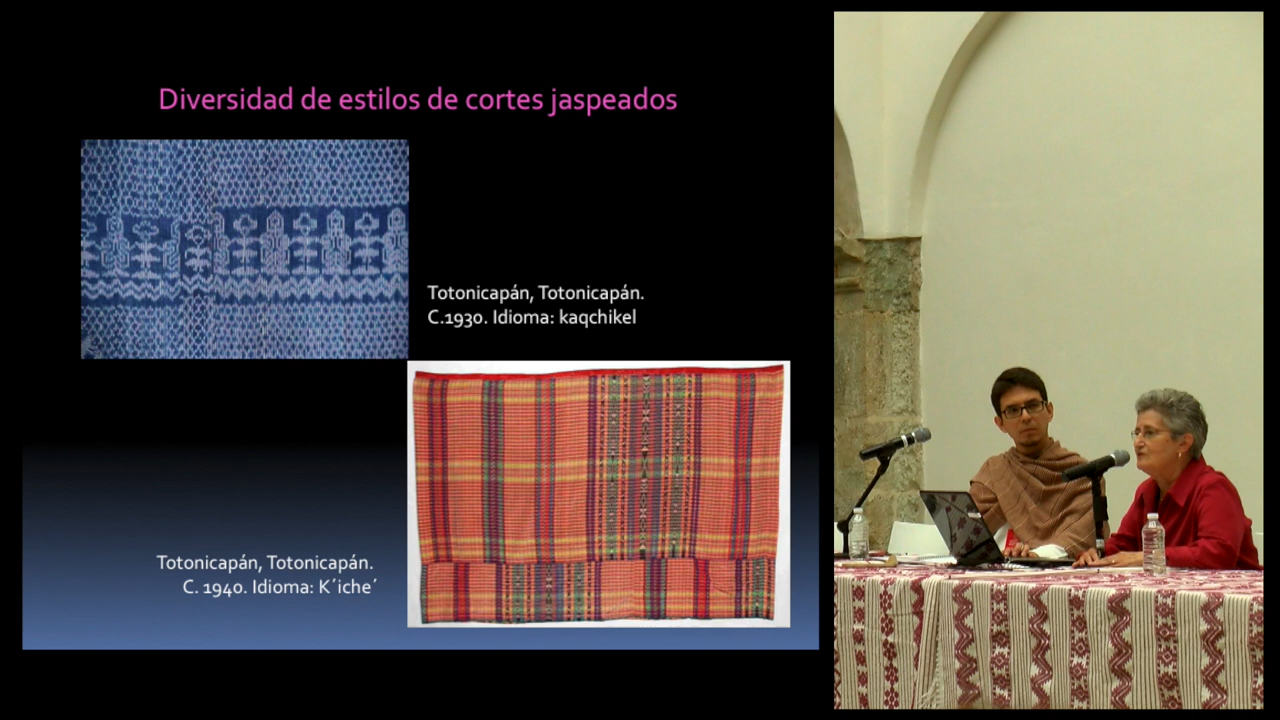 Diversidad de estilos de cortes jaspeados
Totonicapán, Totonicapán.
C.1930. Idioma: kaqchikel
Totonicapán, Totonicapán.
C. 1940. Idioma: K´iche´